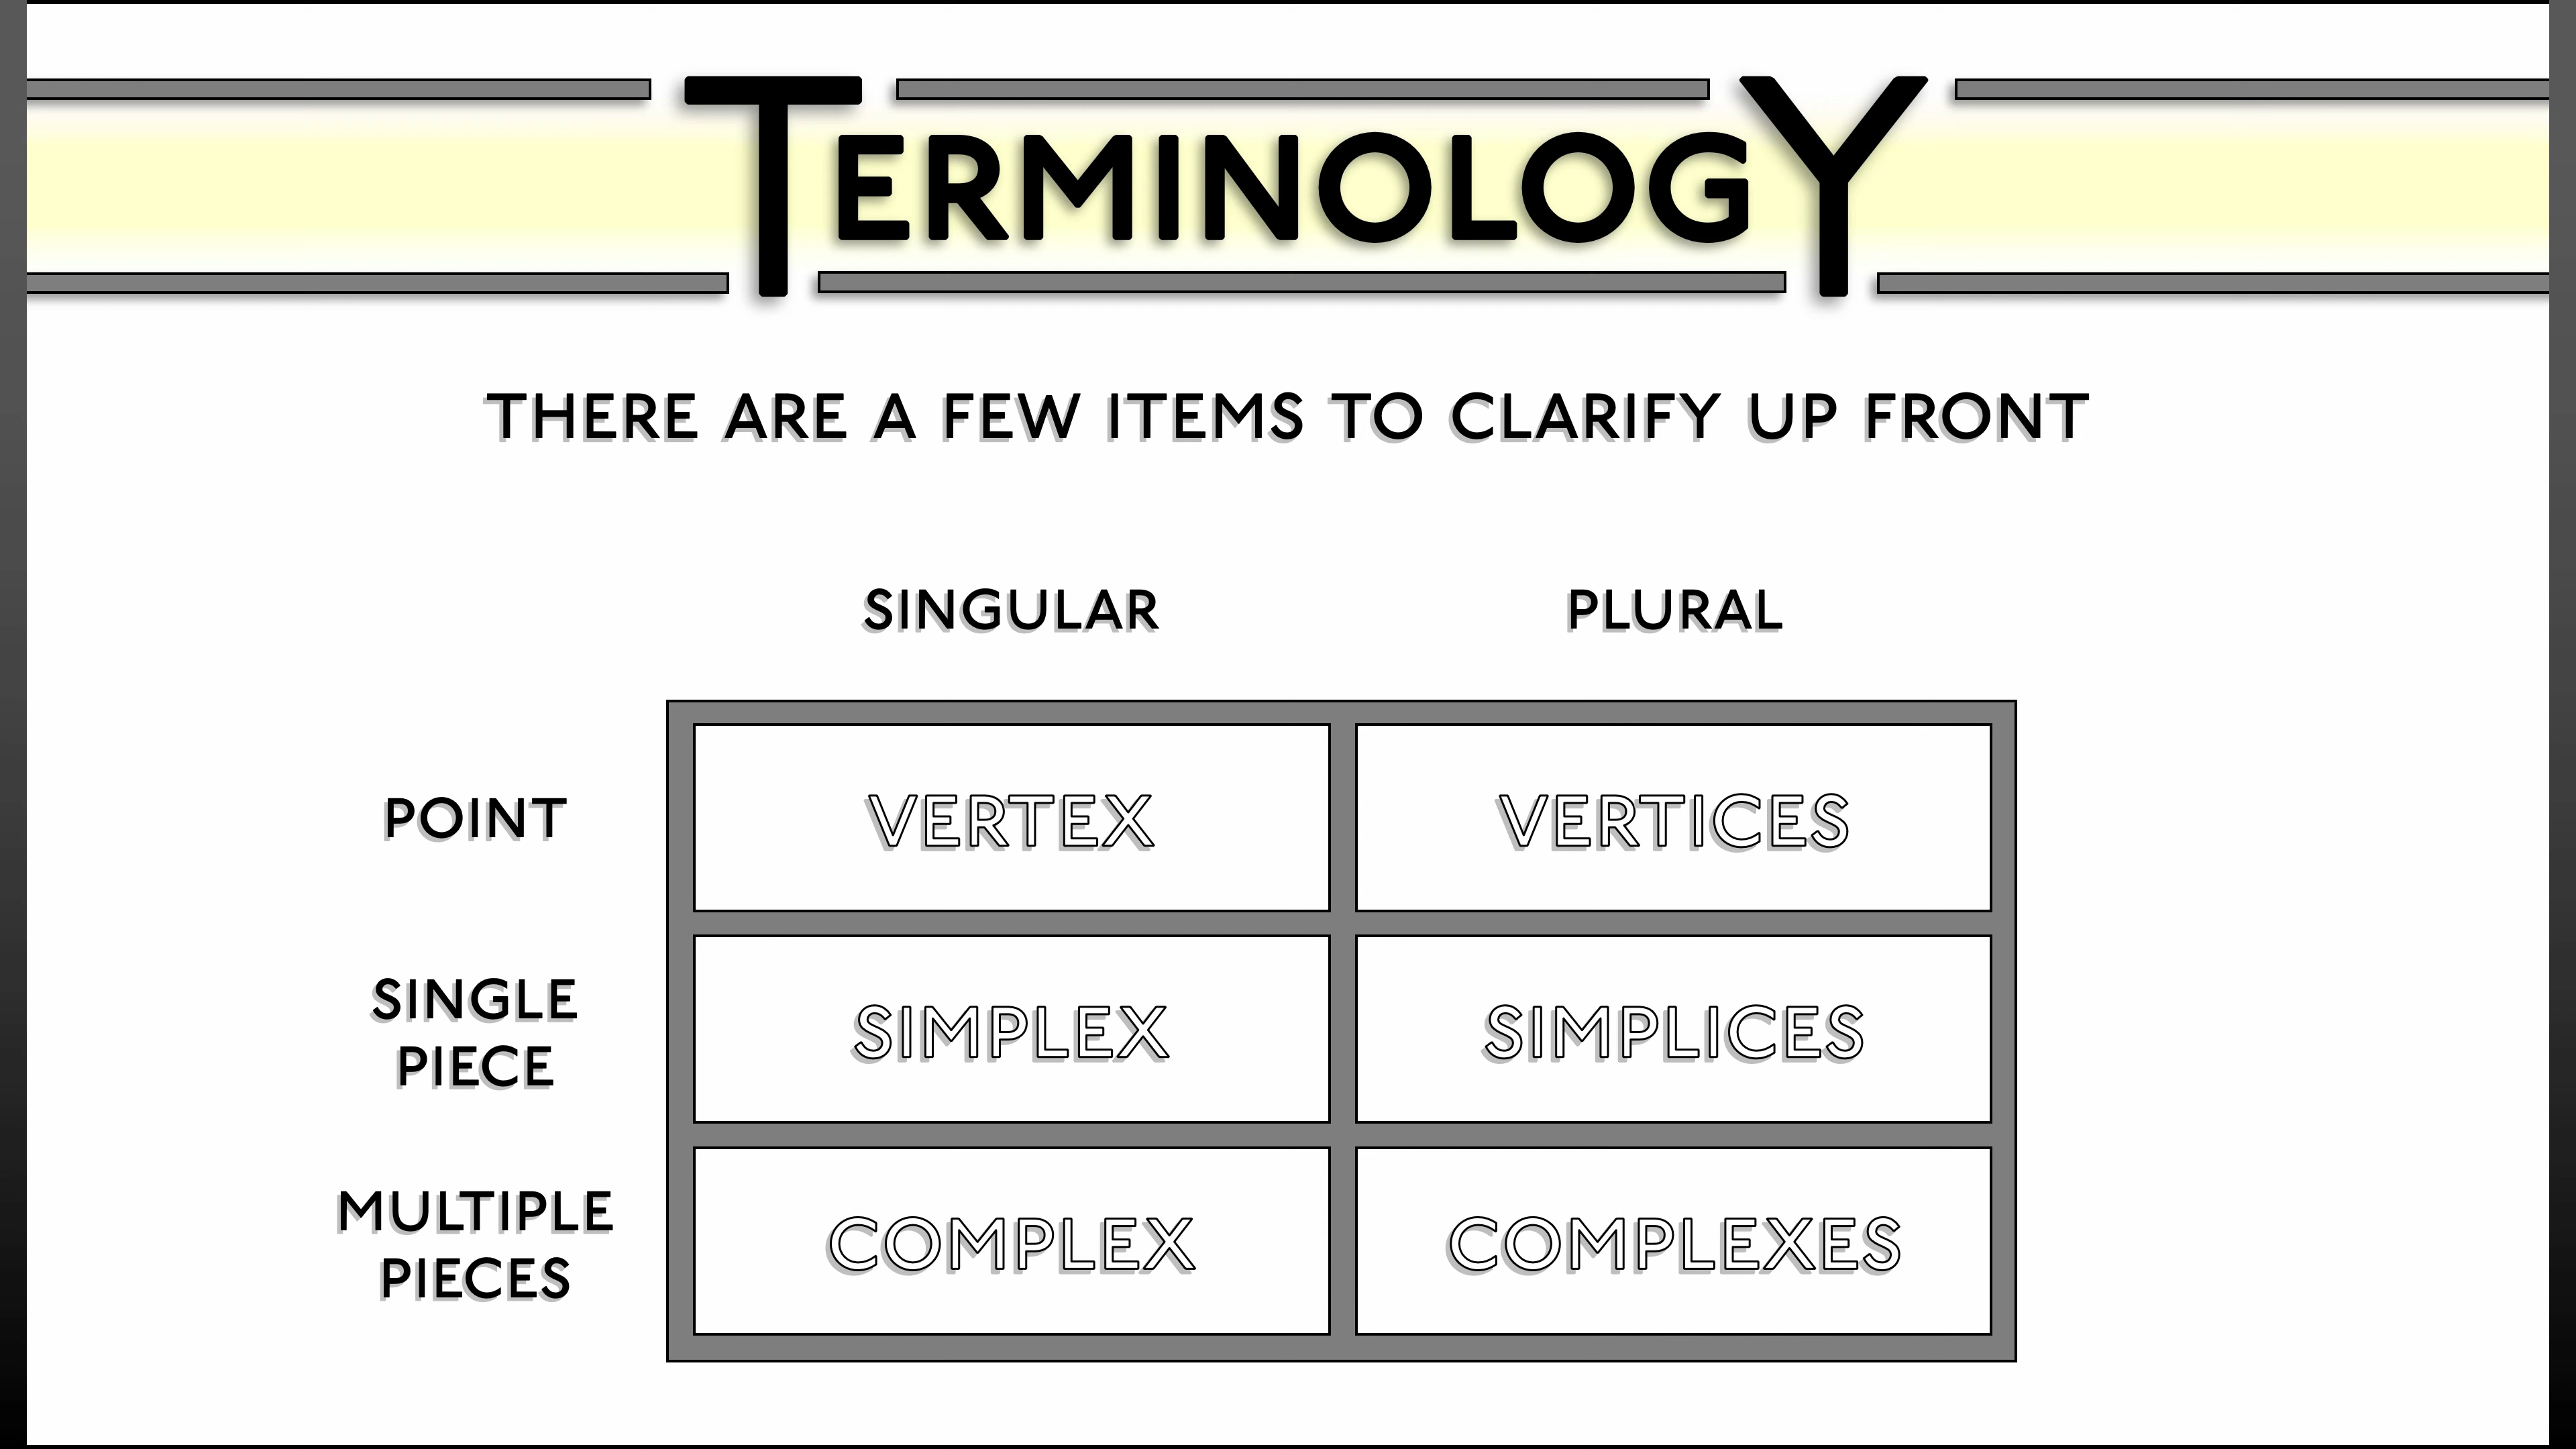 TERMINOLOGY
THERE ARE A FEW ITEMS TO CLARIFY UP FRONT
SINGULAR PLURAL
POINT VERTEX VERTICES
SINGLE
PIECE
SIMPLEX SIMPLICES
MULTIPLE
PIECES
COMPLEX COMPLEXES